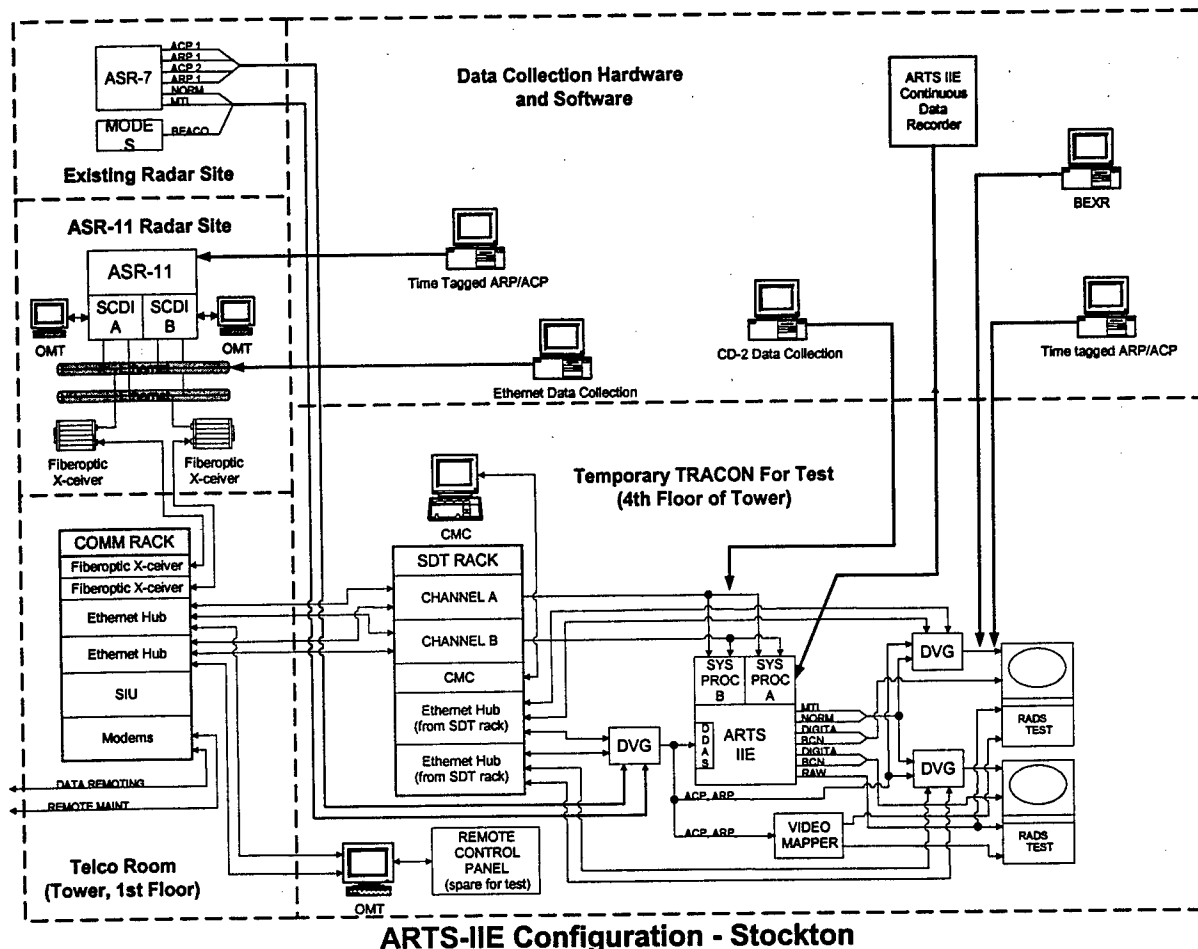 ACP 1
ARP 1
ACP 2
ARP 1
NORM
MTI
ASR-7
MODE
S
BEACO
Existing Radar Site
Data Collection Hardware
and Software
ARTS IIE
Continuous
Data
Recorder
BEXR
ASR-11 Radar Site
ASR-11
SCDI
A
SCDI
B
OMT
OMT
Time Tagged ARP/ACP
Ethernet Data Collection
CD-2 Data Collection
Time tagged ARP/ACP
Fiberoptic
X-ceiver
Fiberoptic
X-ceiver
Temporary TRACON For Test
(4th Floor of Tower)
CMC
COMM RACK
Fiberoptic X-ceiver
Fiberoptic X-ceiver
Ethernet Hub
Ethernet Hub
SIU
Modems
DATA REMOTING
REMOTE MAINT
Telco Room
(Tower, 1st Floor)
SDT RACK
CHANNEL A
CHANNEL B
CMC
Ethernet Hub
(from SDT rack)
Ethernet Hub
(from SDT rack)
OMT
REMOTE
CONTROL
PANEL
(spare for test)
DVG
SYS
PROC
B
SYS
PROC
A
D
D
A
S
ARTS
IIE
MTI
NORM
DIGITA
BCN
DIGITA
BCN
RAW
ACP, ARP
ACP, ARP
VIDEO
MAPPER
DVG
DVG
RADS
TEST
RADS
TEST
ARTS-IIE Configuration - Stockton